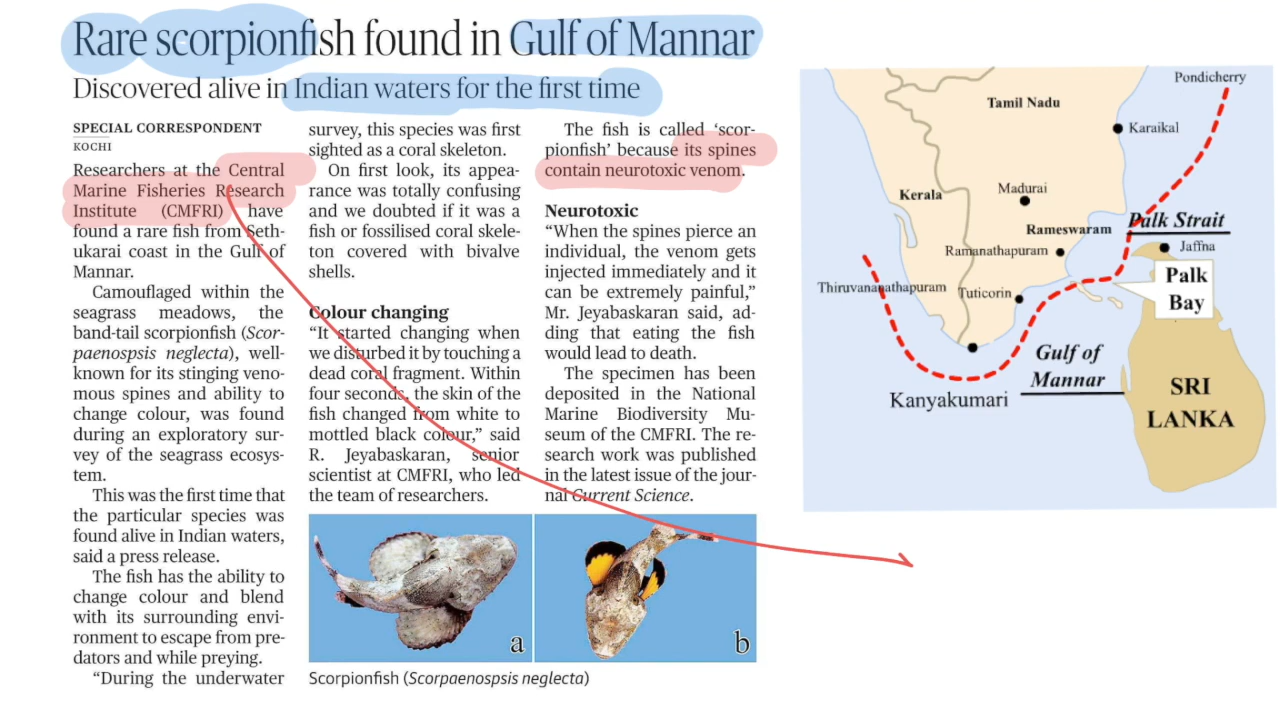 Rare scorpionfish found in Gulf of Mannar
Discovered alive in Indian waters for the first time
SPECIAL CORRESPONDENT
KOCHI
Researchers at the Central
Marine Fisheries Research
Institute (CMFRI) have
found a rare fish from Seth-
ukarai coast in the Gulf of
Mannar.
Camouflaged within the
seagrass meadows, the
band-tail scorpionfish (Scor-
paenospsis neglecta), well-
known for its stinging veno-
mous spines and ability to
change colour, was found
during an exploratory sur-
vey of the seagrass ecosys-
tem.
This was the first time that
the particular species was
found alive in Indian waters,
said a press release.
The fish has the ability to
change colour and blend
with its surrounding envi-
ronment to escape from pre-
dators and while preying.
“During the underwater
survey, this species was first
sighted as a coral skeleton.
On first look, its appea-
rance was totally confusing
and we doubted if it was a
fish or fossilised coral skele-
ton covered with bivalve
shells.
Colour changing
“It started changing when
we disturbed it by touching a
dead coral fragment. Within
four seconds, the skin of the
fish changed from white to
mottled black colour,” said
R. Jeyabaskaran, senior
scientist at CMFRI, who led
the team of researchers.
The fish is called ‘scor-
pionfish’ because its spines
contain neurotoxic venom.
Neurotoxic
“When the spines pierce an
individual, the venom gets
injected immediately and it
can be extremely painful,”
Mr. Jeyabaskaran said, ad-
ding that eating the fish
would lead to death.
The specimen has been
deposited in the National
Marine Biodiversity Mu-
seum of the CMFRI. The re-
search work was published
in the latest issue of the jour-
nal Current Science.
a
b
Scorpionfish (Scorpaenospsis neglecta)
Pondicherry
Tamil Nadu
Karaikal
Madurai
Kerala
Palk Strait
Rameswaram
Jaffna
Ramanathapuram
Palk
Bay
Thiruvananathapuram
Tuticorin
Gulf of
Mannar
Kanyakumari
SRI
LANKA